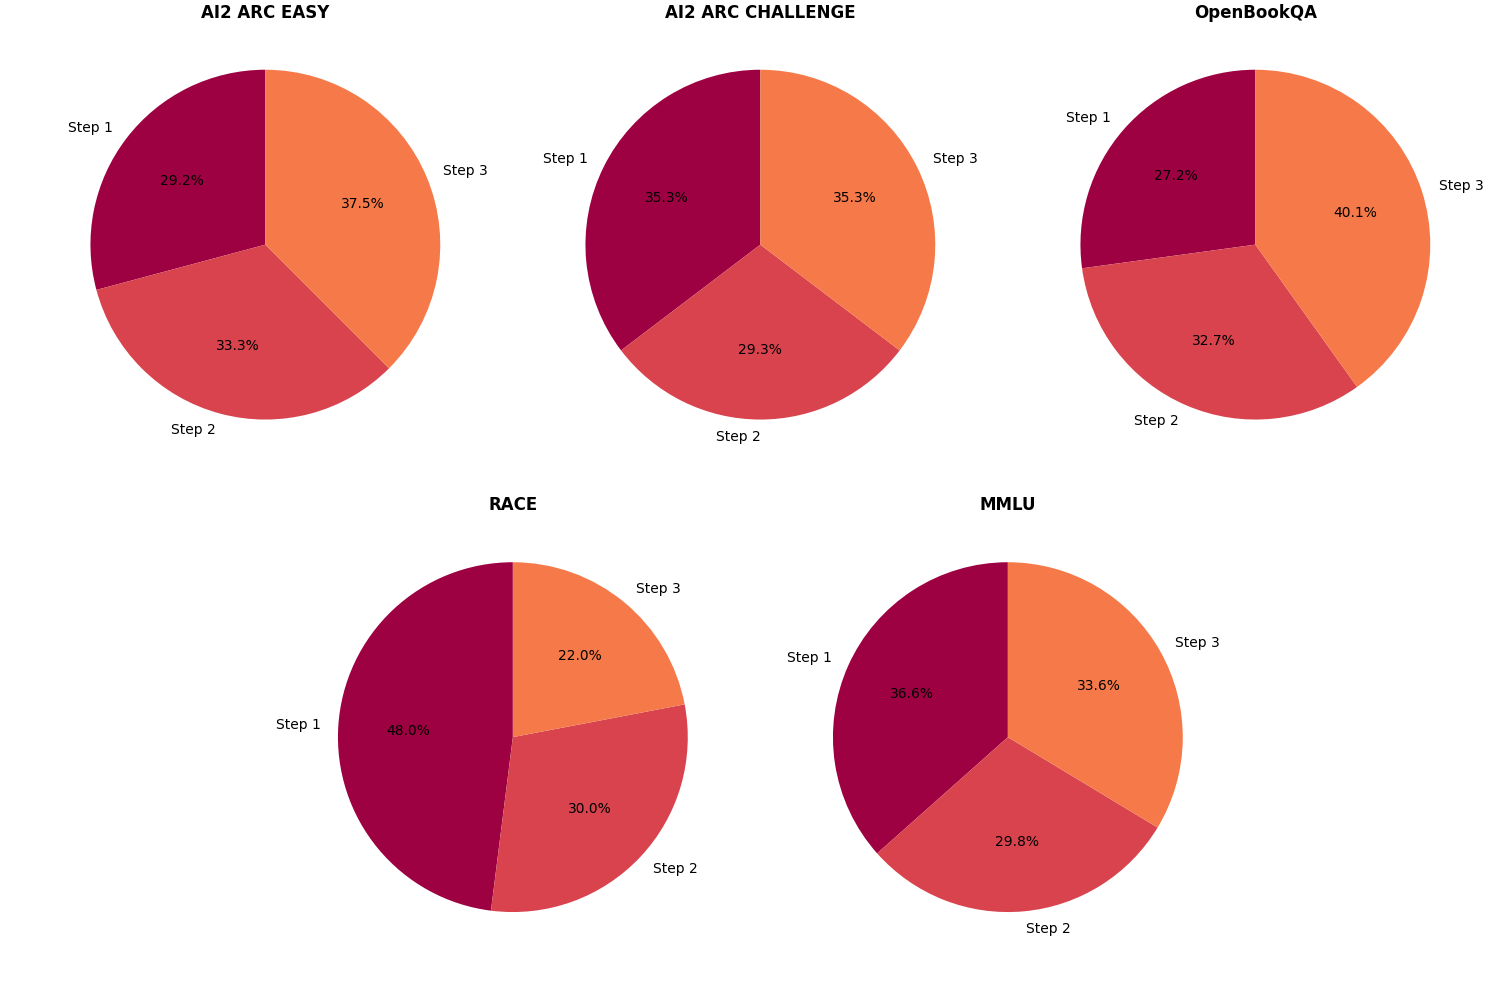 AI2 ARC EASY
Step 1
29.2%
Step 2
33.3%
Step 3
37.5%
AI2 ARC CHALLENGE
Step 1
35.3%
Step 2
29.3%
Step 3
35.3%
OpenBookQA
Step 1
27.2%
Step 2
32.7%
Step 3
40.1%
RACE
Step 1
48.0%
Step 2
30.0%
Step 3
22.0%
MMLU
Step 1
36.6%
Step 2
29.8%
Step 3
33.6%